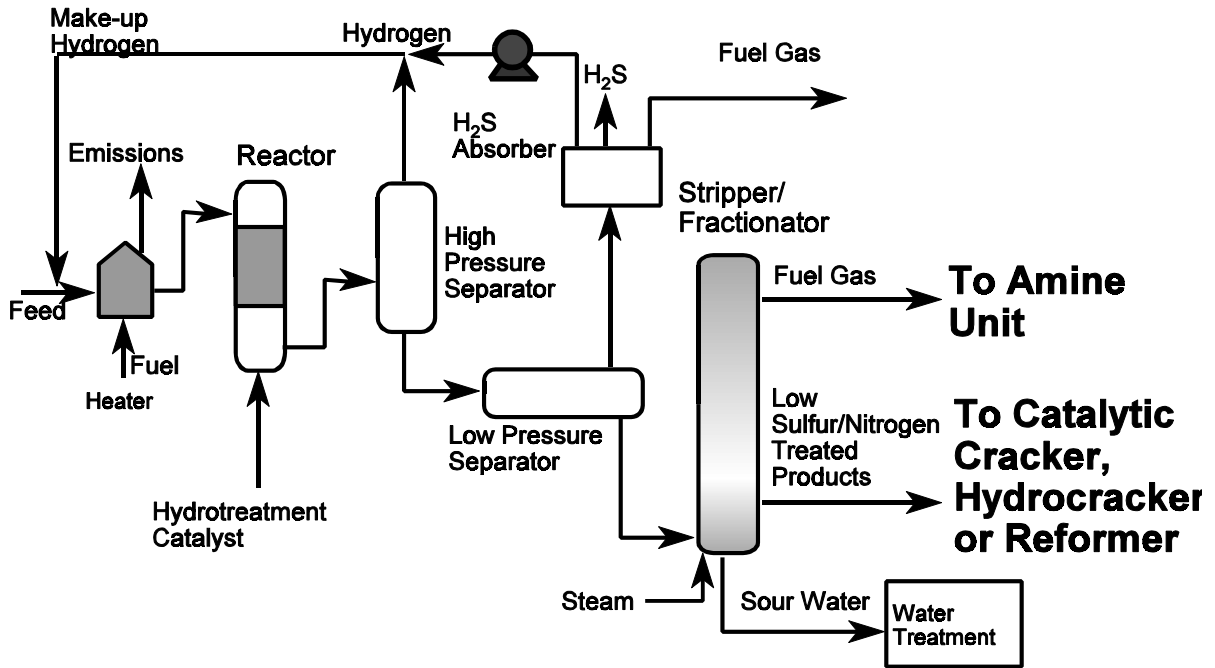 Make-up
Hydrogen
Hydrogen
Fuel Gas
H₂S
H₂S
Absorber
Emissions
Reactor
Stripper/
Fractionator
High
Pressure
Separator
Fuel Gas
To Amine
Unit
Feed
Fuel
Heater
Low Pressure
Separator
Low
Sulfur/Nitrogen
Treated
Products
To Catalytic
Cracker,
Hydrocracker
or Reformer
Hydrotreatment
Catalyst
Steam
Sour Water
Water
Treatment